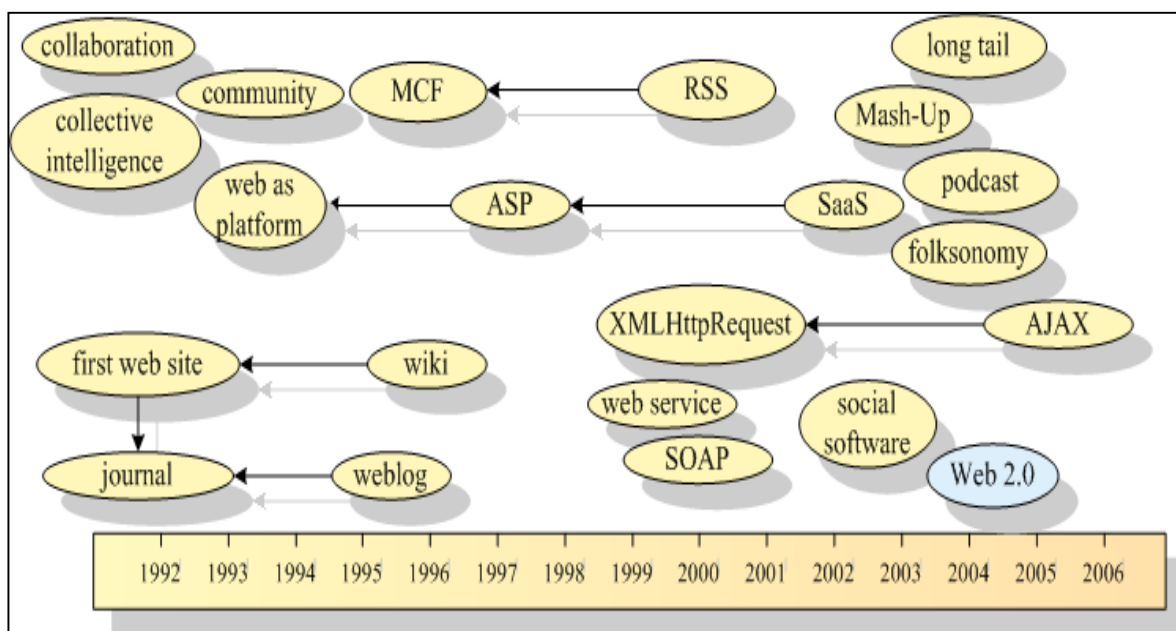 collaboration
community
MCF
RSS
long tail
collective
intelligence
Mash-Up
web as
platform
ASP
SaaS
podcast
folksonomy
XMLHttpRequest
AJAX
first web site
wiki
web service
social
software
journal
weblog
SOAP
Web 2.0
1992 1993 1994 1995 1996 1997 1998 1999 2000 2001 2002 2003 2004 2005 2006